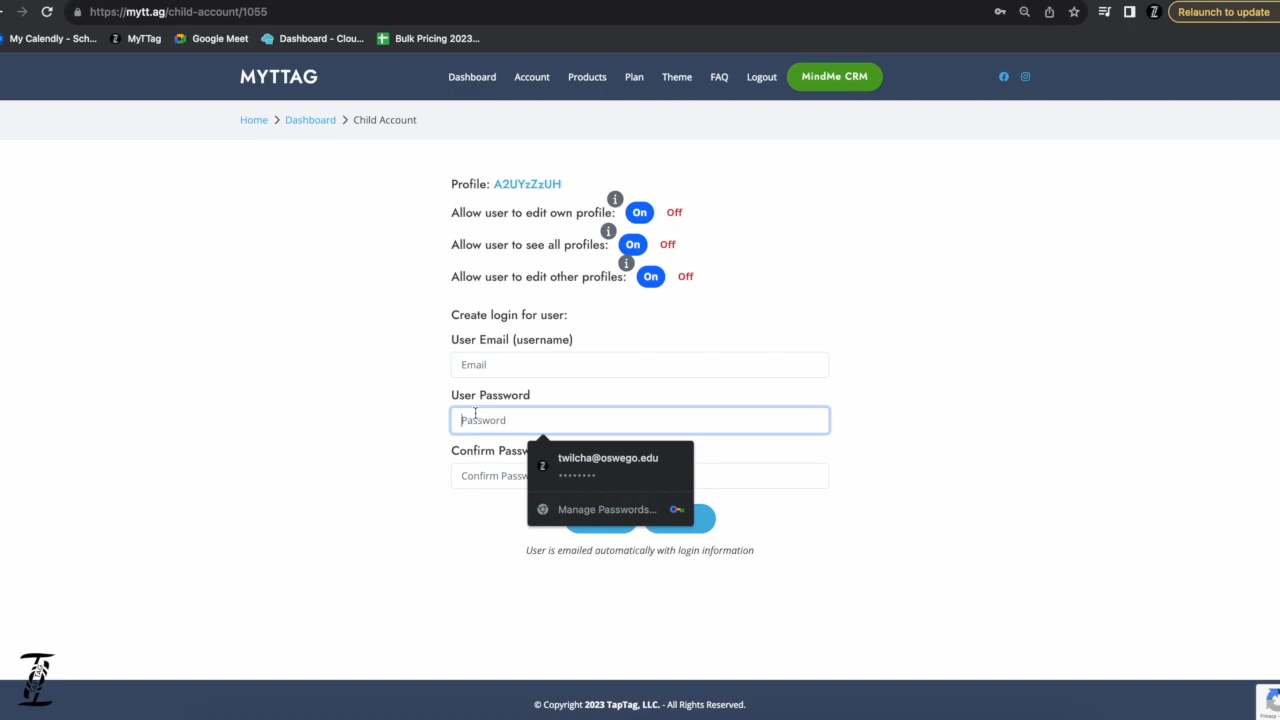 https://mytt.ag/child-account/1055
Relaunch to update
My Calendly - Sch...
MyTTag
Google Meet
Dashboard - Clou...
Bulk Pricing 2023...
MYTTAG
Dashboard
Account
Products
Plan
Theme
FAQ
Logout
MindMe CRM
Home > Dashboard > Child Account
Profile: A2UYzZzUH
Allow user to edit own profile: On Off
Allow user to see all profiles: On Off
Allow user to edit other profiles: On Off
Create login for user:
User Email (username)
Email
User Password
Password
Confirm Passw
Confirm Passw
twilcha@oswego.edu
••••••••
Manage Passwords...
User is emailed automatically with login information
© Copyright 2023 TapTag, LLC. - All Rights Reserved.